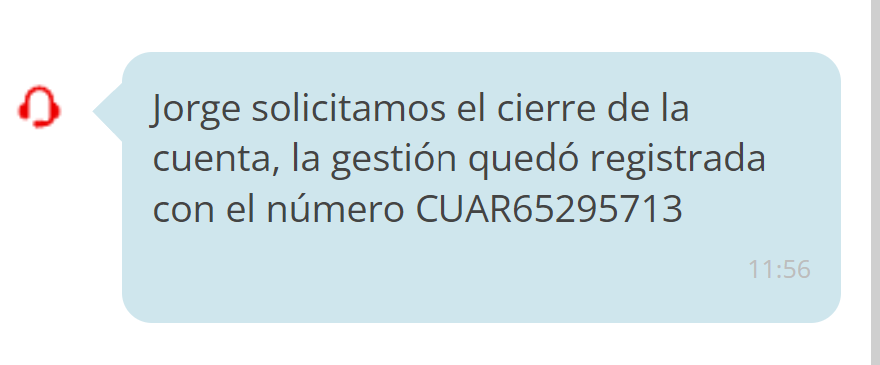 Jorge solicitamos el cierre de la
cuenta, la gestión quedó registrada
con el número CUAR65295713
11:56